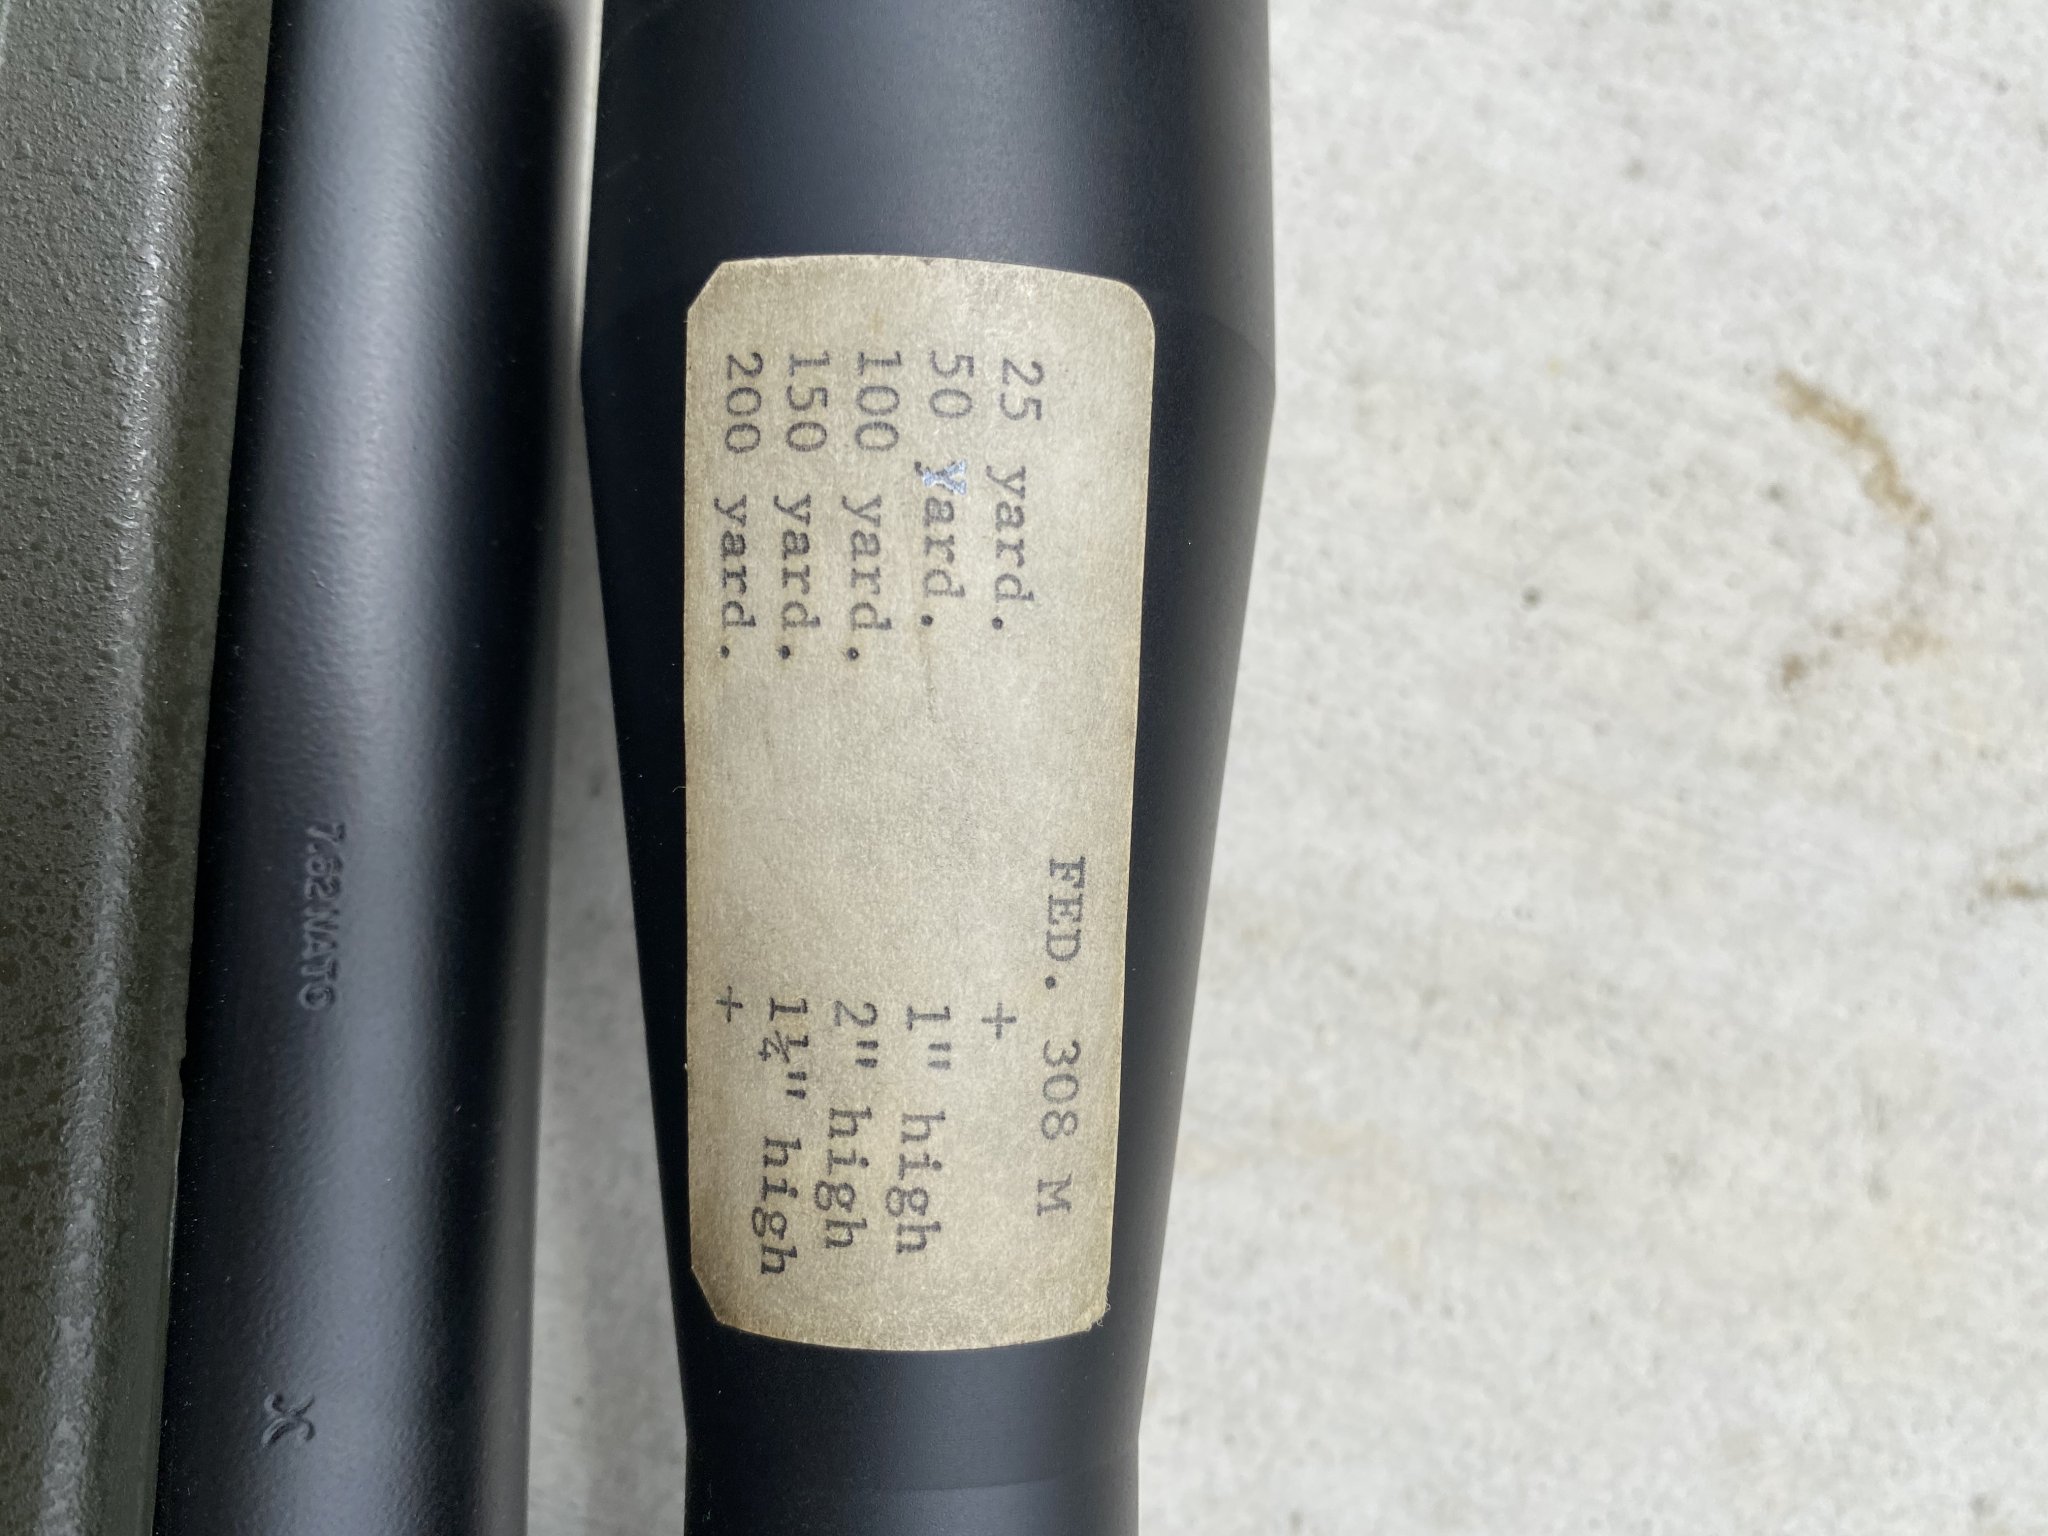 FED. 308 M
25 yard. +
50 yard. 1" high
100 yard. 2" high
150 yard. 1¼" high
200 yard. +
7.62NATO